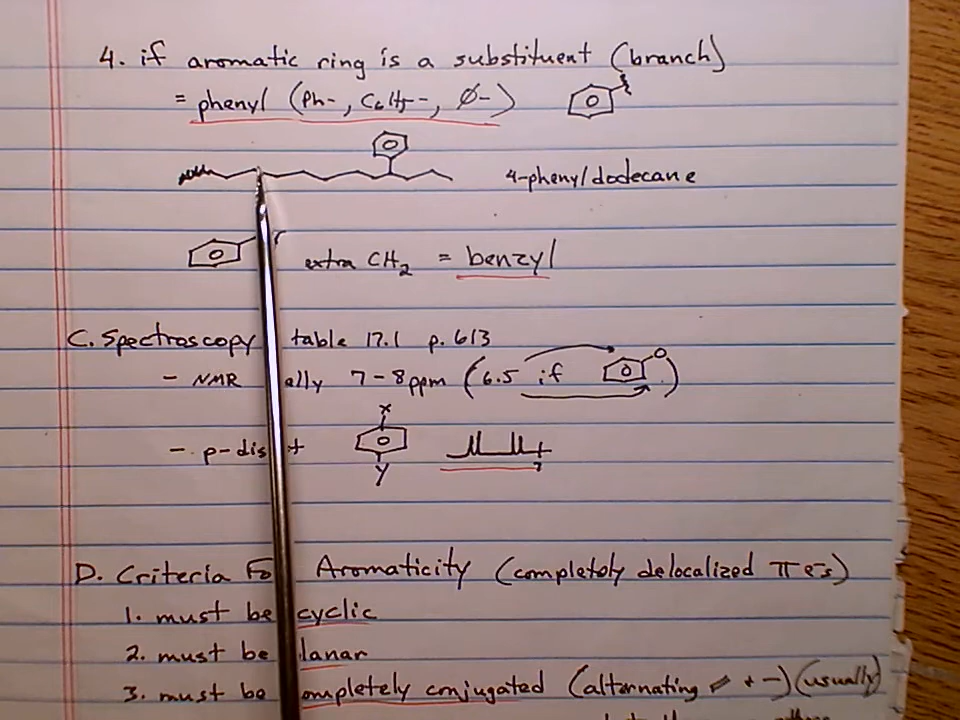 4. if aromatic ring is a substituent (branch)
= phenyl (Ph-, C6H5-, Ø-)
4-phenyldodecane
extra CH2 = benzyl
C. Spectroscopy table 17.1 p. 613
- NMR ally 7-8ppm (6.5 if O)
- p-dis t
X
Y 7
D. Criteria Fo Aromaticity (completely delocalized π es)
1. must be cyclic
2. must be lanar
3. must be ompletely conjugated (alternating = + -) (usually)